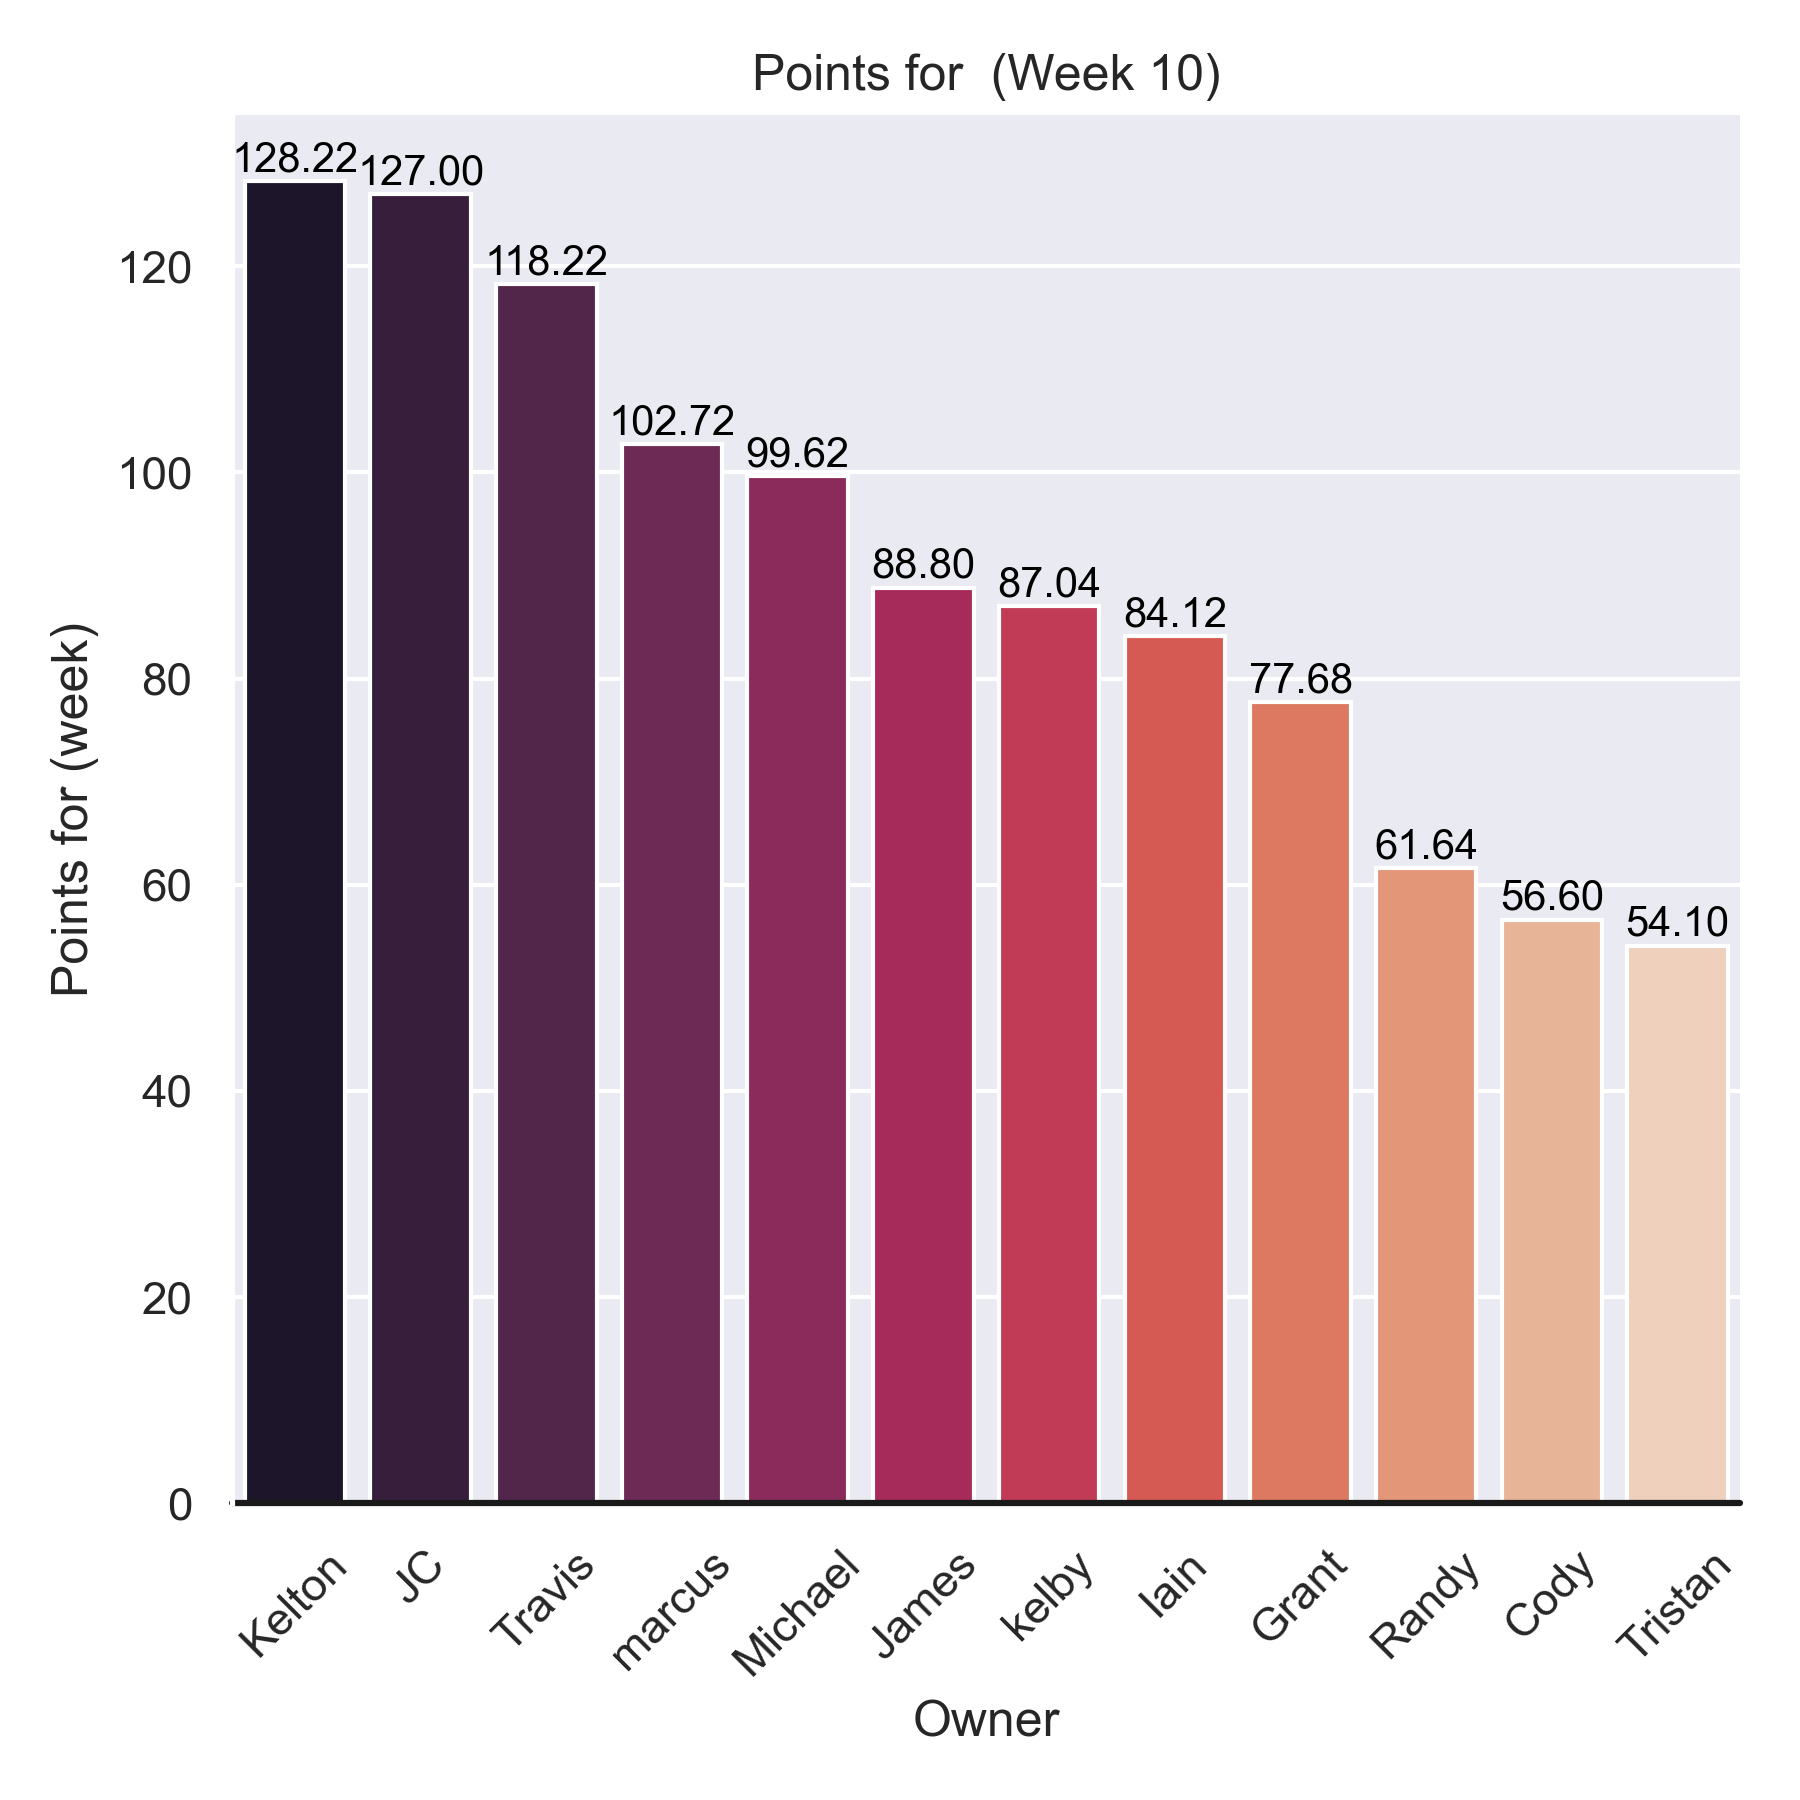 Points for  (Week 10)
128.22
127.00
118.22
102.72
99.62
88.80
87.04
84.12
77.68
61.64
56.60
54.10
120
100
80
60
40
20
0
Points for (week)
Kelton
JC
Travis
marcus
Michael
James
kelby
Iain
Grant
Randy
Cody
Tristan
Owner